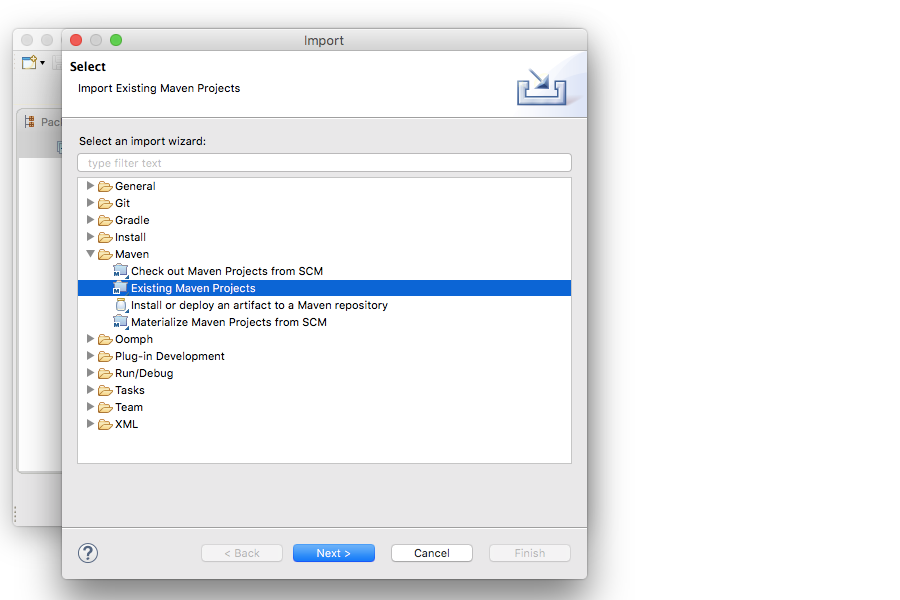 Import
Select
Import Existing Maven Projects
Pac
Select an import wizard:
type filter text
General
Git
Gradle
Install
Maven
Check out Maven Projects from SCM
Existing Maven Projects
Install or deploy an artifact to a Maven repository
Materialize Maven Projects from SCM
Oomph
Plug-in Development
Run/Debug
Tasks
Team
XML
?
< Back
Next >
Cancel
Finish